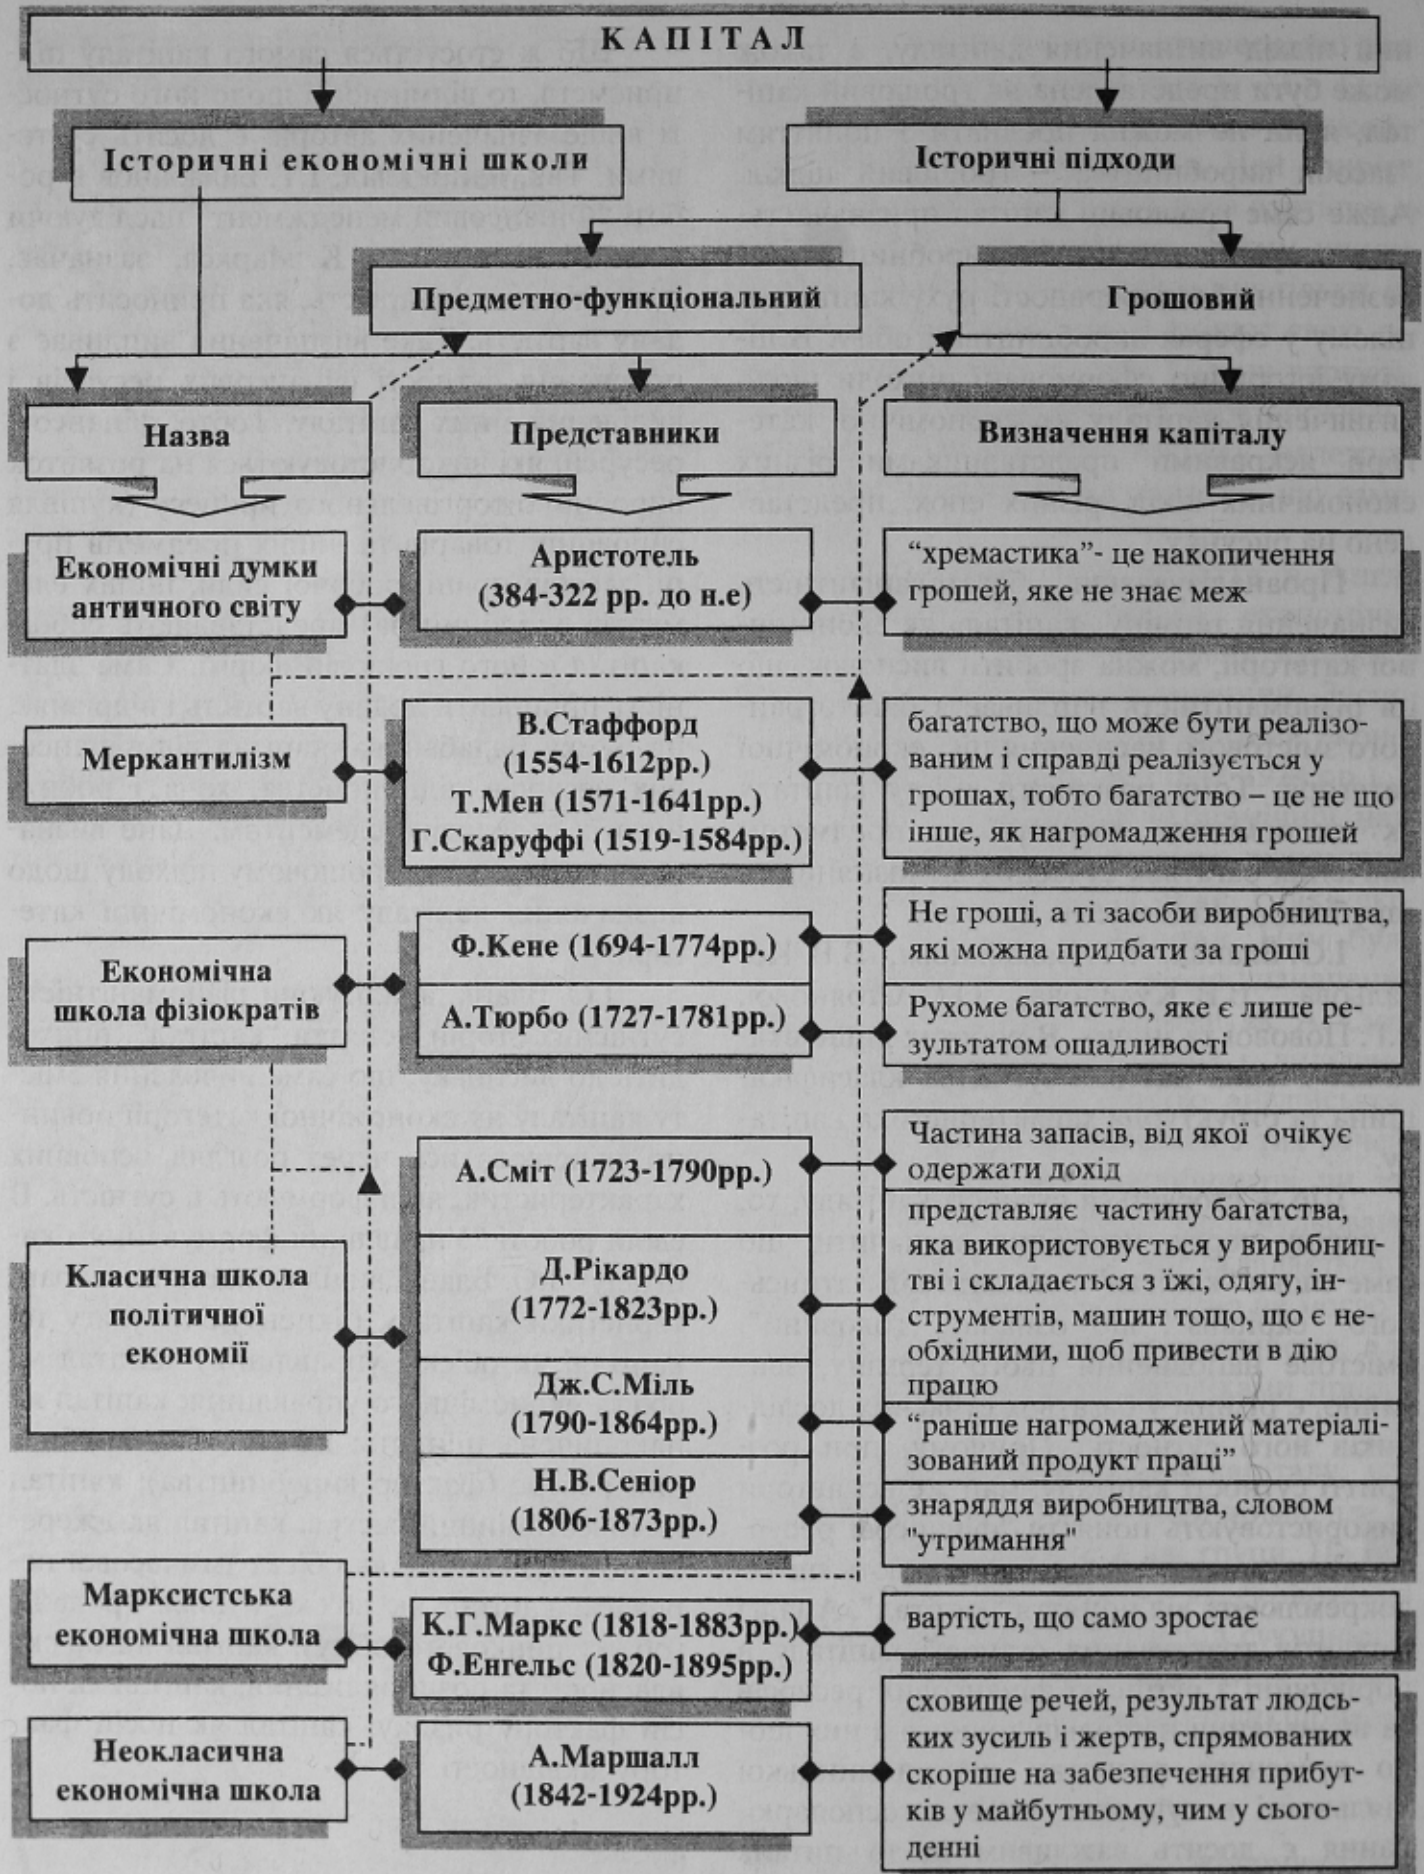 КАПІТАЛ
Історичні економічні школи
Історичні підходи
Предметно-функціональний
Грошовий
Назва
Представники
Визначення капіталу
Економічні думки
античного світу
Аристотель
(384-322 рр. до н.е)
“хремастика”- це накопичення
грошей, яке не знає меж
Меркантилізм
В.Стаффорд
(1554-1612рр.)
Т.Мен (1571-1641рр.)
Г.Скаруффі (1519-1584рр.)
багатство, що може бути реалізо-
ваним і справді реалізується у
грошах, тобто багатство – це не що
інше, як нагромадження грошей
Економічна
школа фізіократів
Ф.Кене (1694-1774рр.)
Не гроші, а ті засоби виробництва,
які можна придбати за гроші
А.Тюрбо (1727-1781рр.)
Рухоме багатство, яке є лише ре-
зультатом ощадливості
Класична школа
політичної
економії
А.Сміт (1723-1790рр.)
Частина запасів, від якої очікує
одержати дохід
Д.Рікардо
(1772-1823рр.)
представляє частину багатства,
яка використовується у виробниц-
тві і складається з їжі, одягу, ін-
струментів, машин тощо, що є не-
обхідними, щоб привести в дію
працю
Дж.С.Міль
(1790-1864рр.)
“раніше нагромаджений матеріалі-
зований продукт праці’”
Н.В.Сеніор
(1806-1873рр.)
знаряддя виробництва, словом
"утримання"
Марксистська
економічна школа
К.Г.Маркс (1818-1883рр.)
Ф.Енгельс (1820-1895рр.)
вартість, що само зростає
Неокласична
економічна школа
А.Маршалл
(1842-1924рр.)
сховище речей, результат людсь-
ких зусиль і жертв, спрямованих
скоріше на забезпечення прибут-
ків у майбутньому, чим у сього-
денні